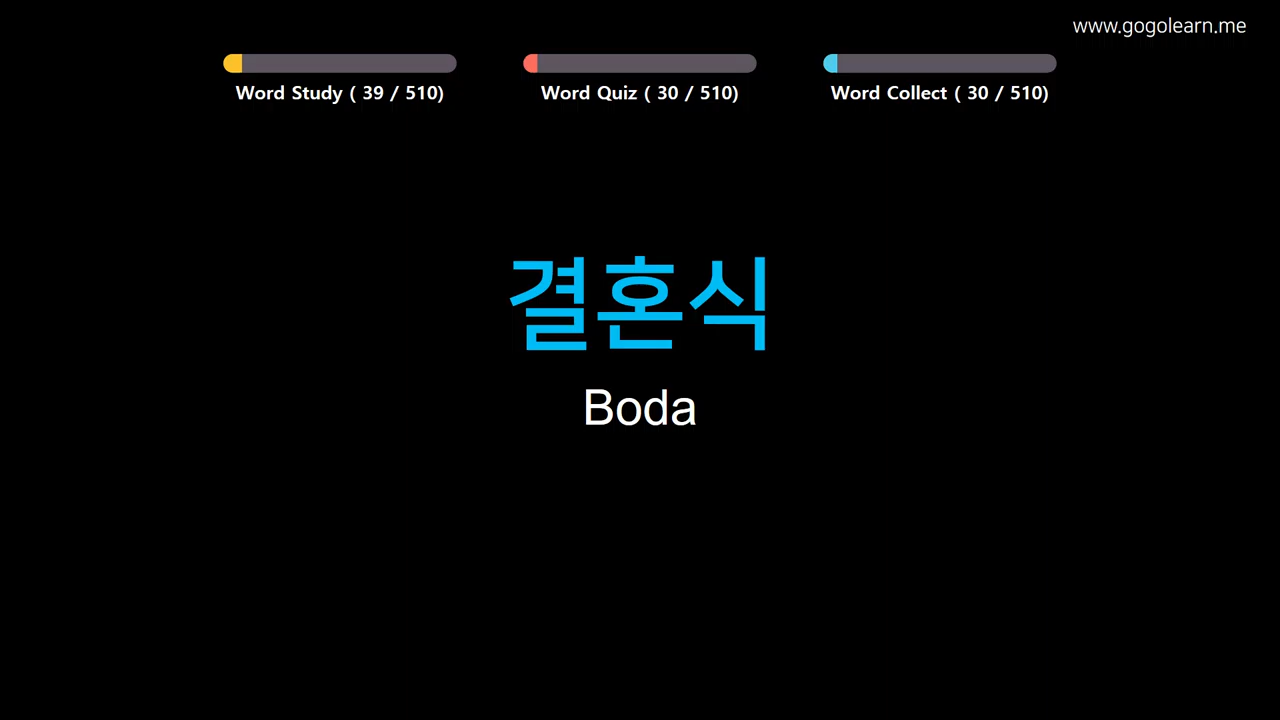 www.gogolearn.me
Word Study ( 39 / 510)
Word Quiz ( 30 / 510)
Word Collect ( 30 / 510)
결혼식
Boda